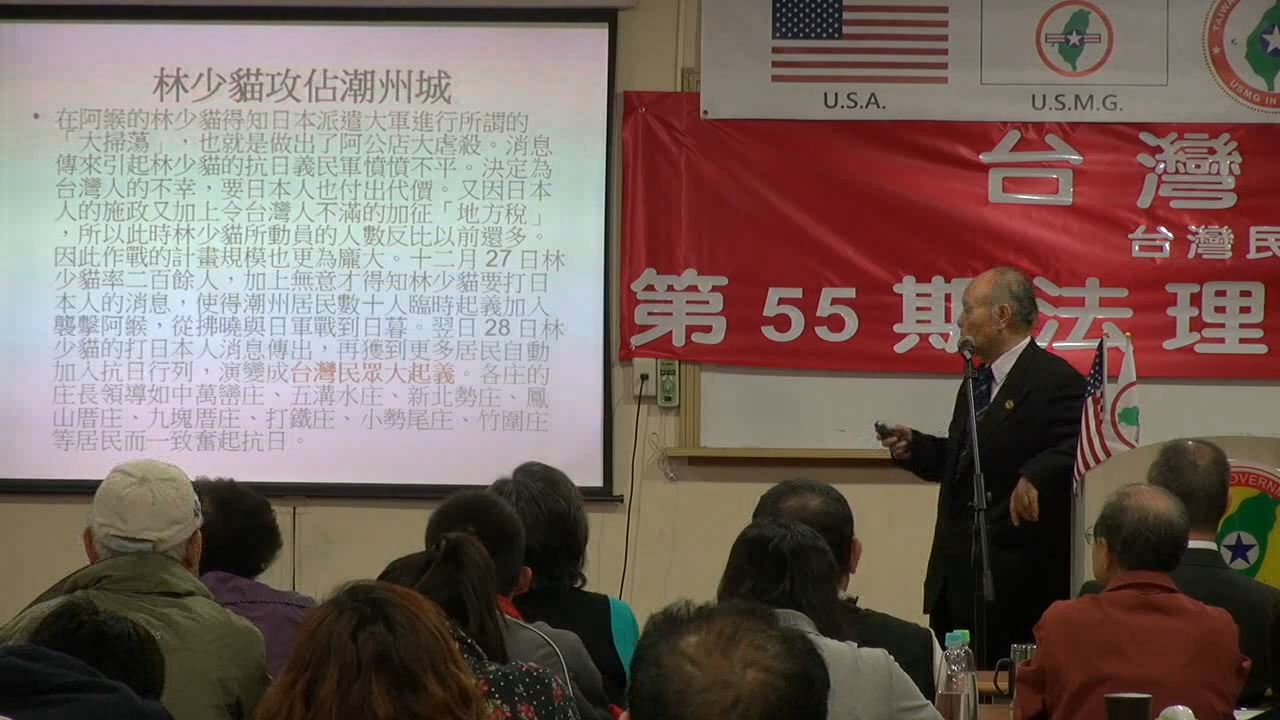 林少貓攻佔潮州城
• 在阿緱的林少貓得知日本派遣大軍進行所謂的
「大掃蕩」，也就是做出了阿公店大虐殺。消息
傳來引起林少貓的抗日義民軍憤憤不平。決定為
台灣人的不幸，要日本人也付出代價。又因日本
人的施政又加上令台灣人不滿的加征「地方稅」
，所以此時林少貓所動員的人數反比以前還多。
因此作戰的計畫規模也更為龐大。十二月 27 日林
少貓率二百餘人，加上無意才得知林少貓要打日
本人的消息，使得潮州居民數十人臨時起義加入
襲擊阿緱，從拂曉與日軍戰到日暮。翌日 28 日林
少貓的打日本人消息傳出，再獲到更多居民自動
加入抗日行列，演變成台灣民眾大起義。各庄的
庄長領導如中萬巒庄、五溝水庄、新北勢庄、鳳
山厝庄、九塊厝庄、打鐵庄、小勢尾庄、竹圍庄
等居民而一致奮起抗日。
U.S.A.
U.S.M.G.
TAIWAN
USMG IN
台灣
台灣民
第 55 期法理
GOVERN